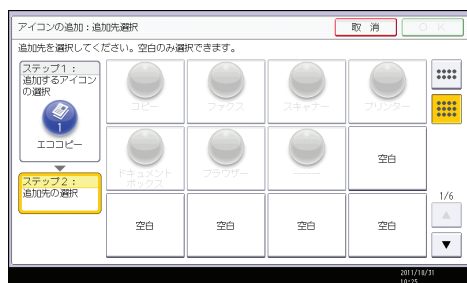 アイコンの追加：追加先選択
取 消
O K
追加先を選択してください。空白のみ選択できます。
ステップ1：
追加するアイコン
の選択
1
エココピー
ステップ2：
追加先の選択
コピー
ファクス
スキャナー
プリンター
ドキュメント
ボックス
ブラウザー
空白
空白
空白
空白
空白
1/6
2011/10/31
10:25